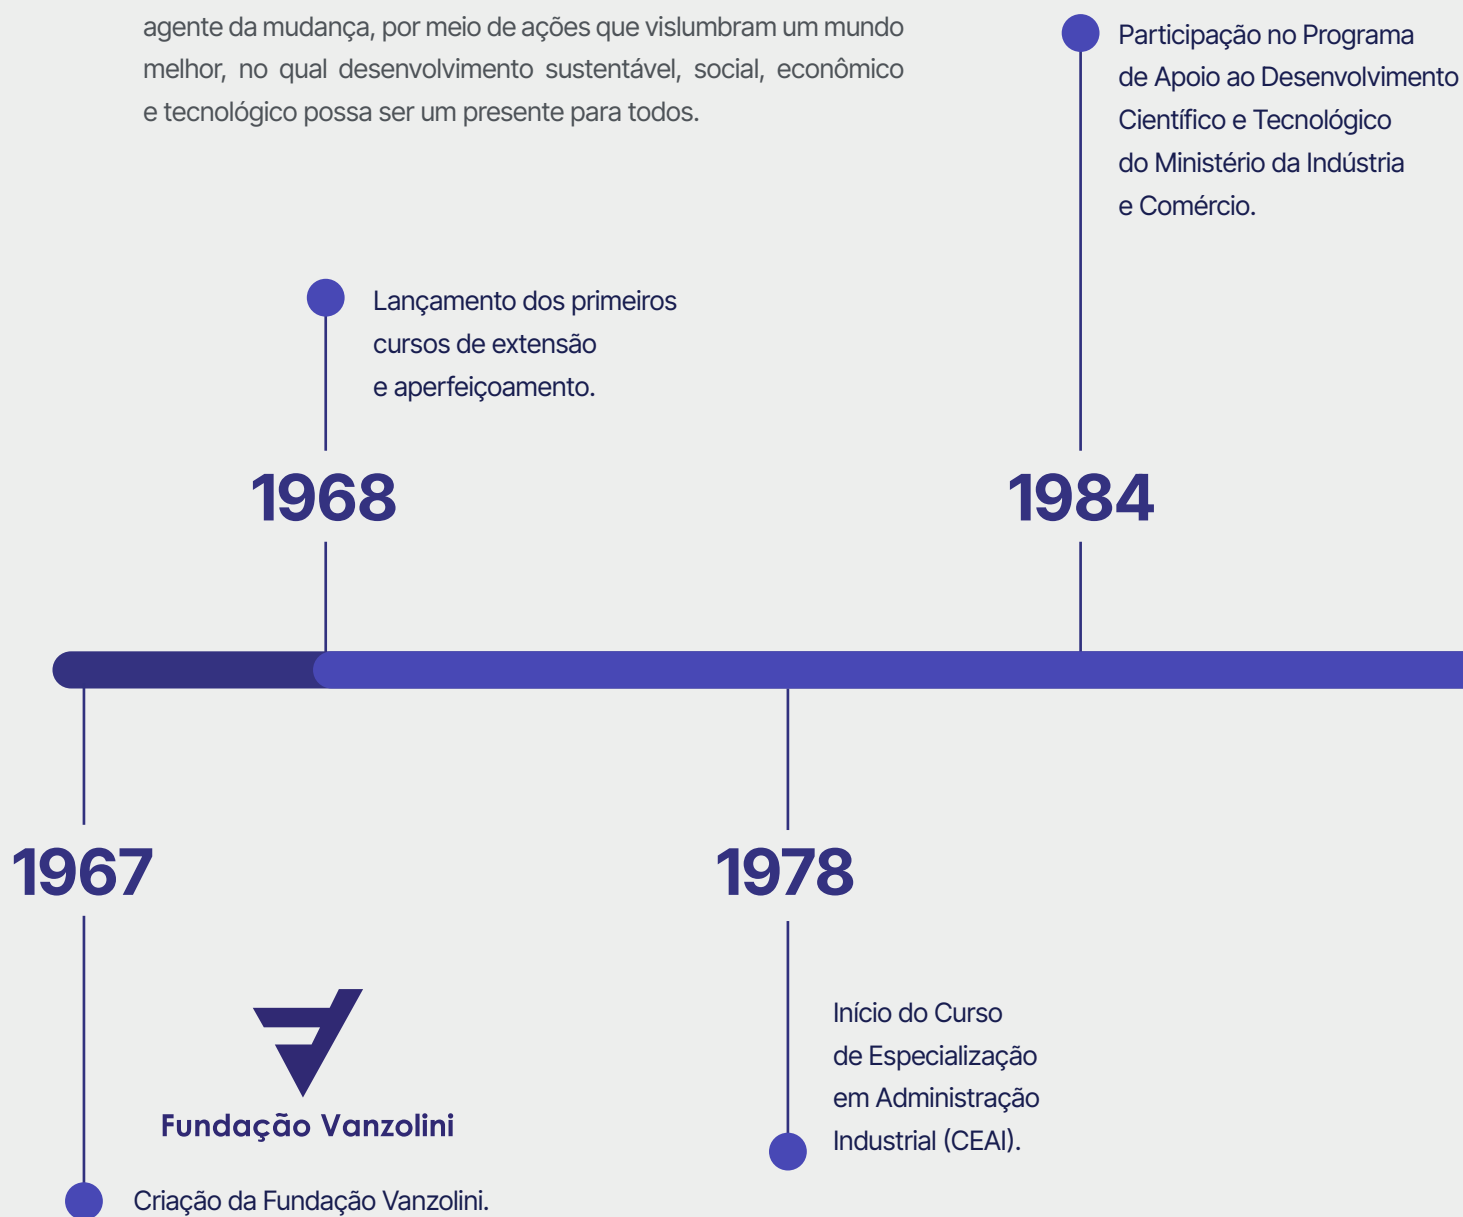 agente da mudança, por meio de ações que vislumbram um mundo
melhor, no qual desenvolvimento sustentável, social, econômico
e tecnológico possa ser um presente para todos.
Participação no Programa
de Apoio ao Desenvolvimento
Científico e Tecnológico
do Ministério da Indústria
e Comércio.
Lançamento dos primeiros
cursos de extensão
e aperfeiçoamento.
1968
1984
1967
1978
Fundação Vanzolini
Criação da Fundação Vanzolini.
Início do Curso
de Especialização
em Administração
Industrial (CEAI).